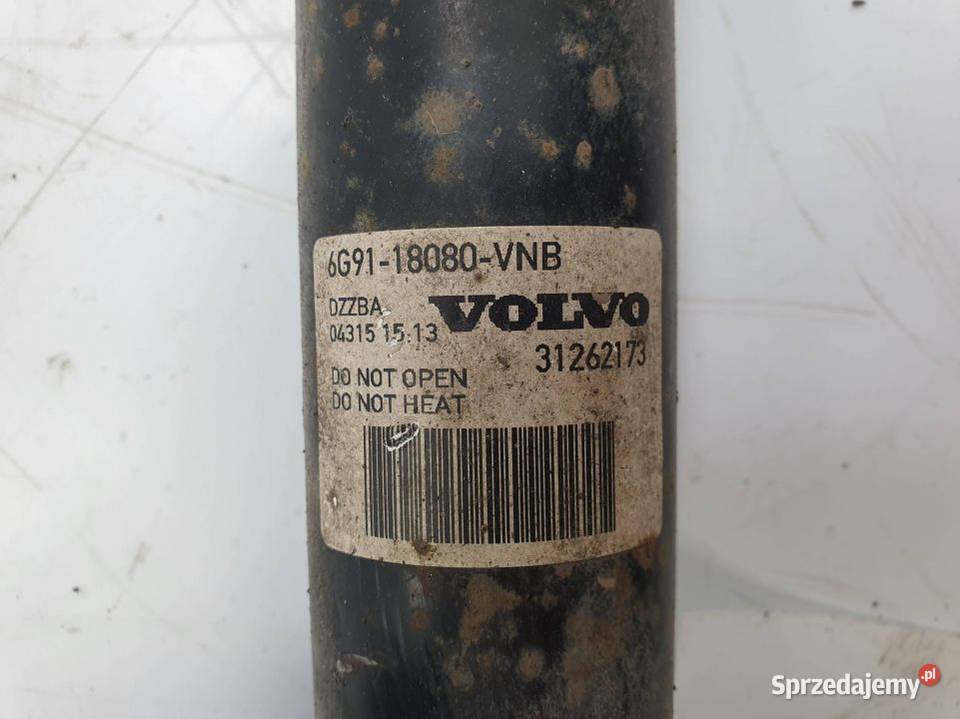 6G91-18080-VNB
DZZBA
VOLVO
04315 15:13
31262173
DO NOT OPEN
DO NOT HEAT
Sprzedajemy.pl